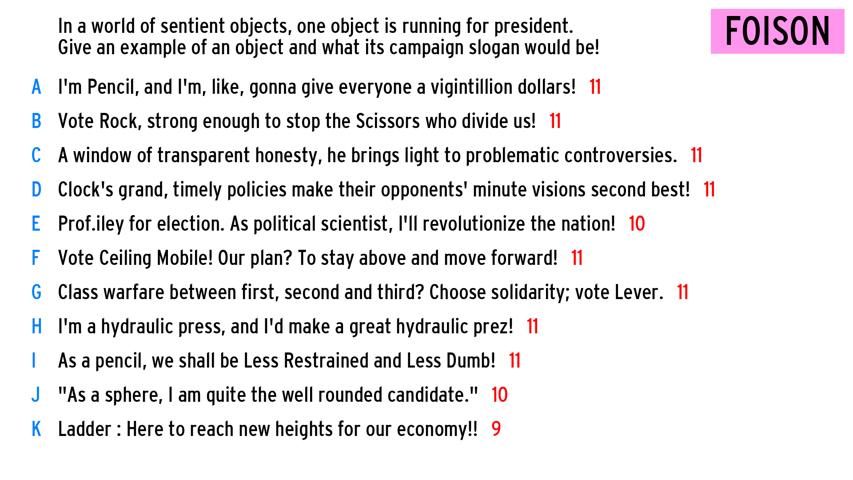 In a world of sentient objects, one object is running for president.
Give an example of an object and what its campaign slogan would be!
FOISON
A I'm Pencil, and I'm, like, gonna give everyone a vigintillion dollars! 11
B Vote Rock, strong enough to stop the Scissors who divide us! 11
C A window of transparent honesty, he brings light to problematic controversies. 11
D Clock's grand, timely policies make their opponents' minute visions second best! 11
E Prof.iley for election. As political scientist, I'll revolutionize the nation! 10
F Vote Ceiling Mobile! Our plan? To stay above and move forward! 11
G Class warfare between first, second and third? Choose solidarity; vote Lever. 11
H I'm a hydraulic press, and I'd make a great hydraulic prez! 11
I As a pencil, we shall be Less Restrained and Less Dumb! 11
J "As a sphere, I am quite the well rounded candidate." 10
K Ladder : Here to reach new heights for our economy!! 9